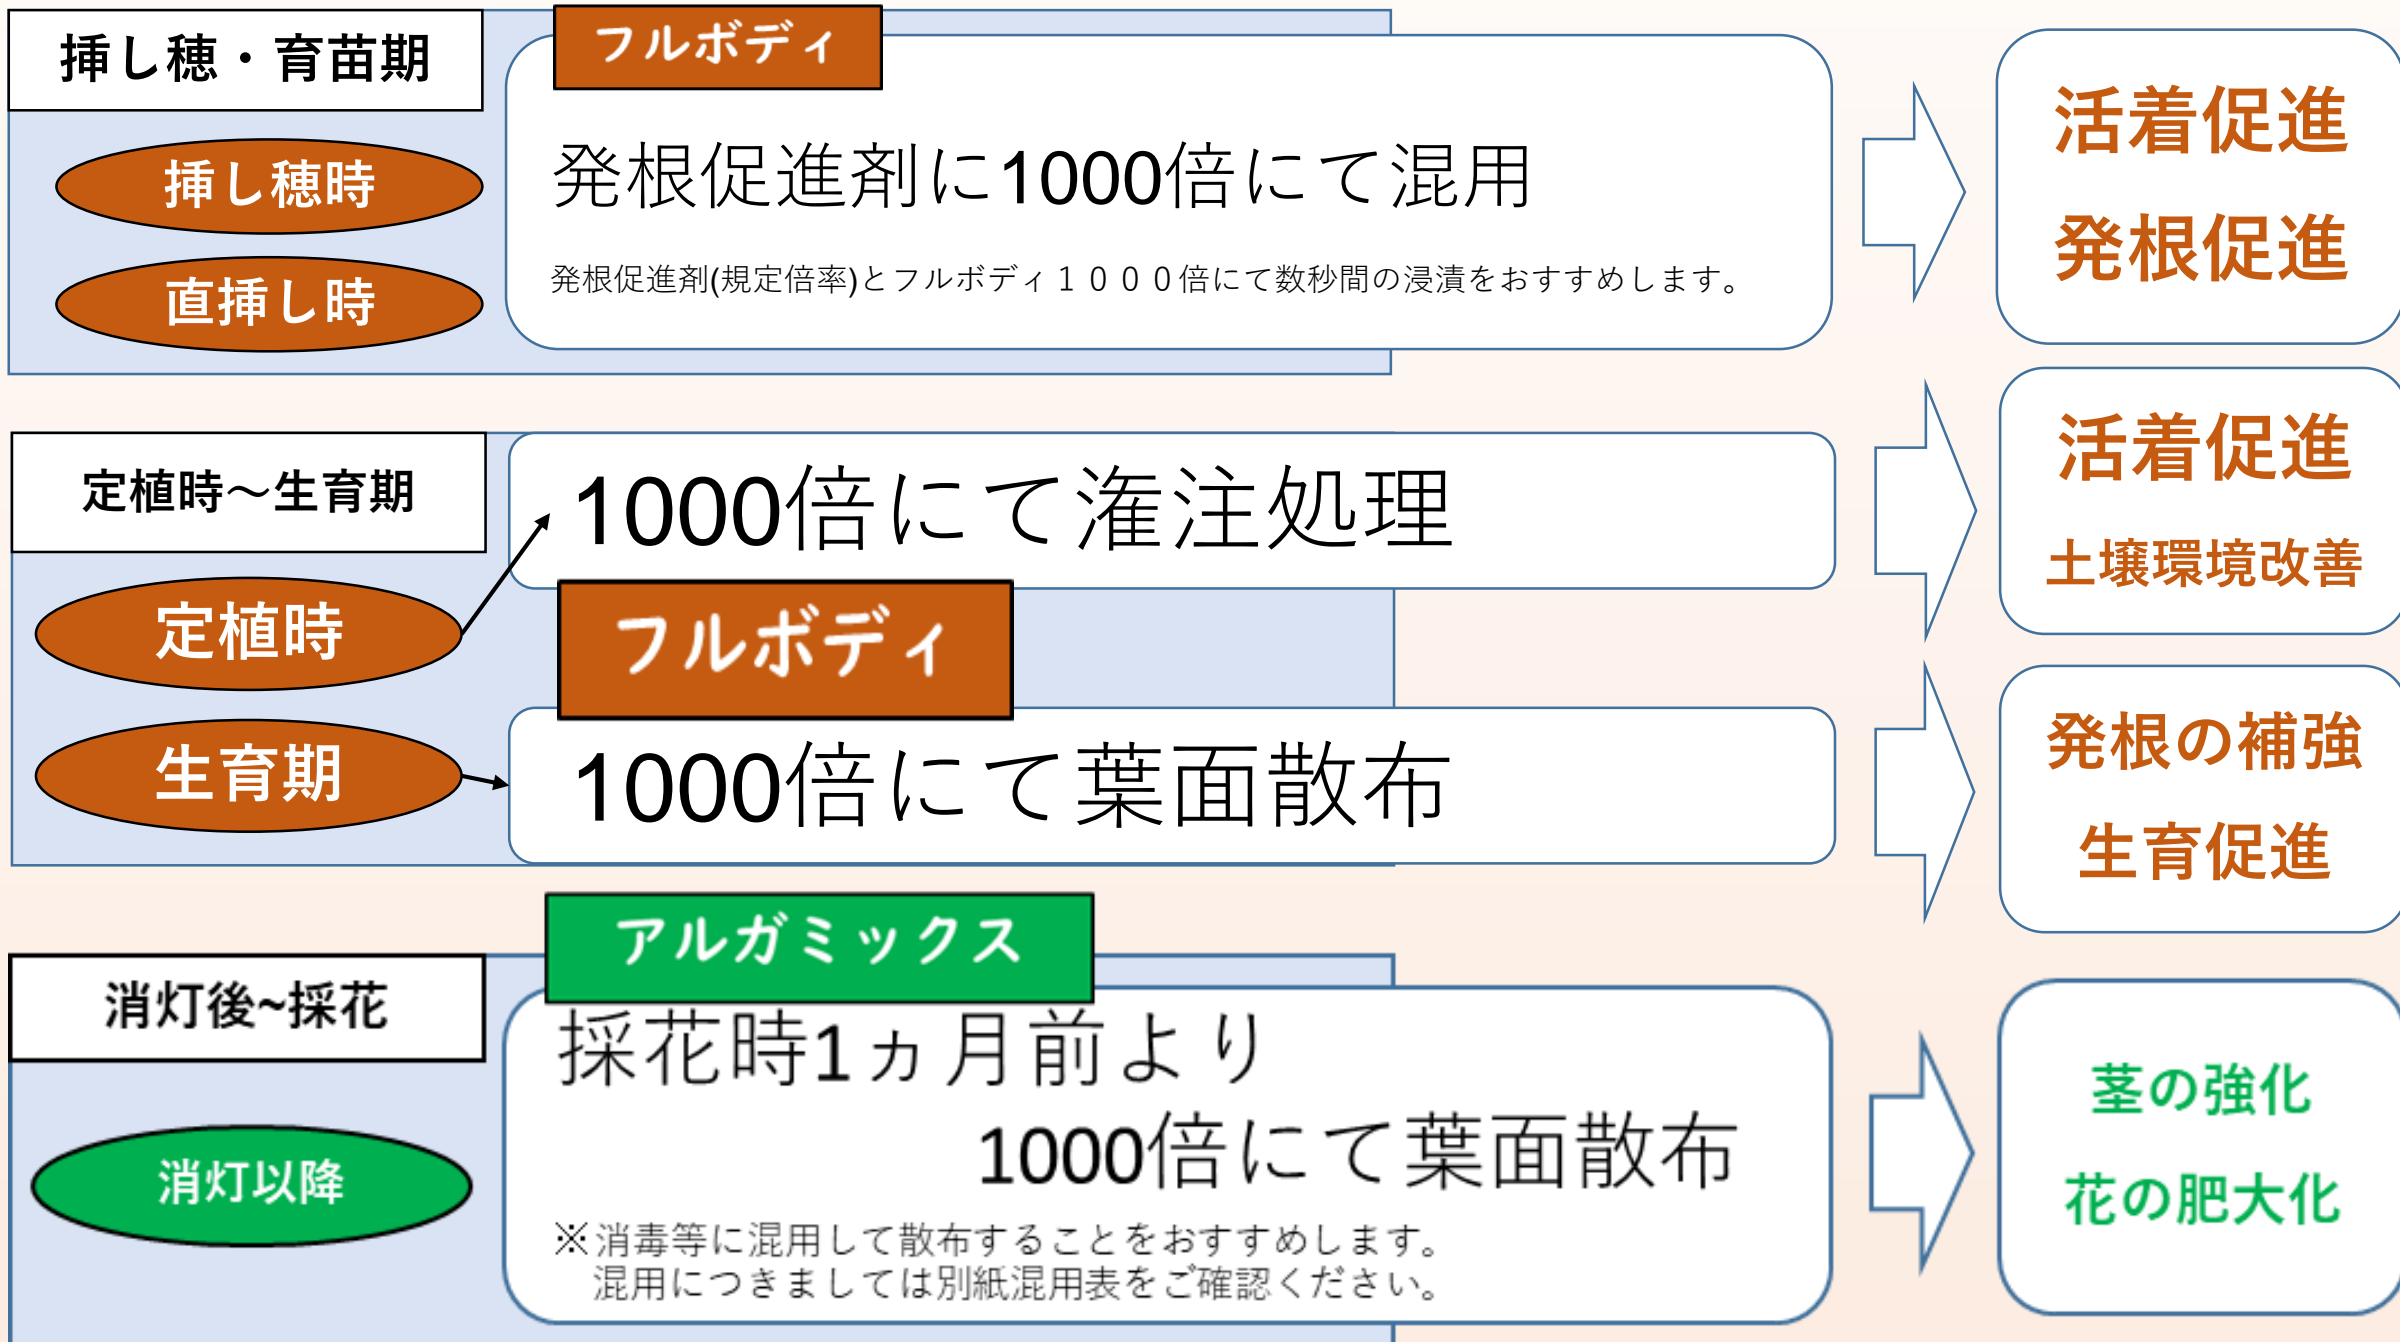 挿し穂・育苗期
フルボディ
挿し穂時
直挿し時
発根促進剤に1000倍にて混用
発根促進剤(規定倍率)とフルボディ１０００倍にて数秒間の浸漬をおすすめします。
活着促進
発根促進
定植時～生育期
定植時
生育期
1000倍にて潅注処理
フルボディ
1000倍にて葉面散布
活着促進
土壌環境改善
発根の補強
生育促進
消灯後~採花
消灯以降
アルガミックス
採花時1ヵ月前より
1000倍にて葉面散布
※消毒等に混用して散布することをおすすめします。
混用につきましては別紙混用表をご確認ください。
茎の強化
花の肥大化